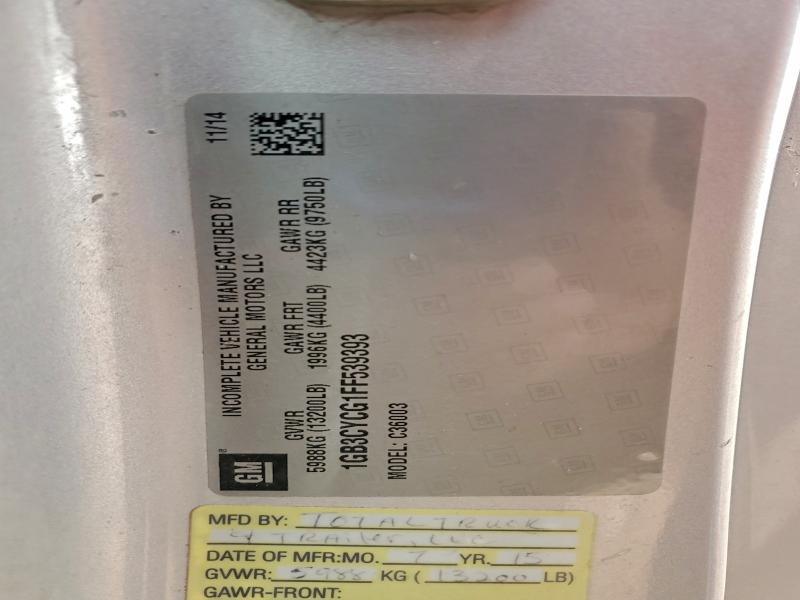 11/14
INCOMPLETE VEHICLE MANUFACTURED BY
GENERAL MOTORS LLC
GM
GVWR GAWR FRT GAWR RR
5988KG (13200LB) 1996KG (4400LB) 4423KG (9750LB)
1GB3CYCG1FF539393
MODEL: C36003
MFD BY: TOTAL TRUCK
4 TRAILER, LLC
DATE OF MFR:MO. 7 YR. 15
GVWR: 5988 KG ( 13200 LB)
GAWR-FRONT: